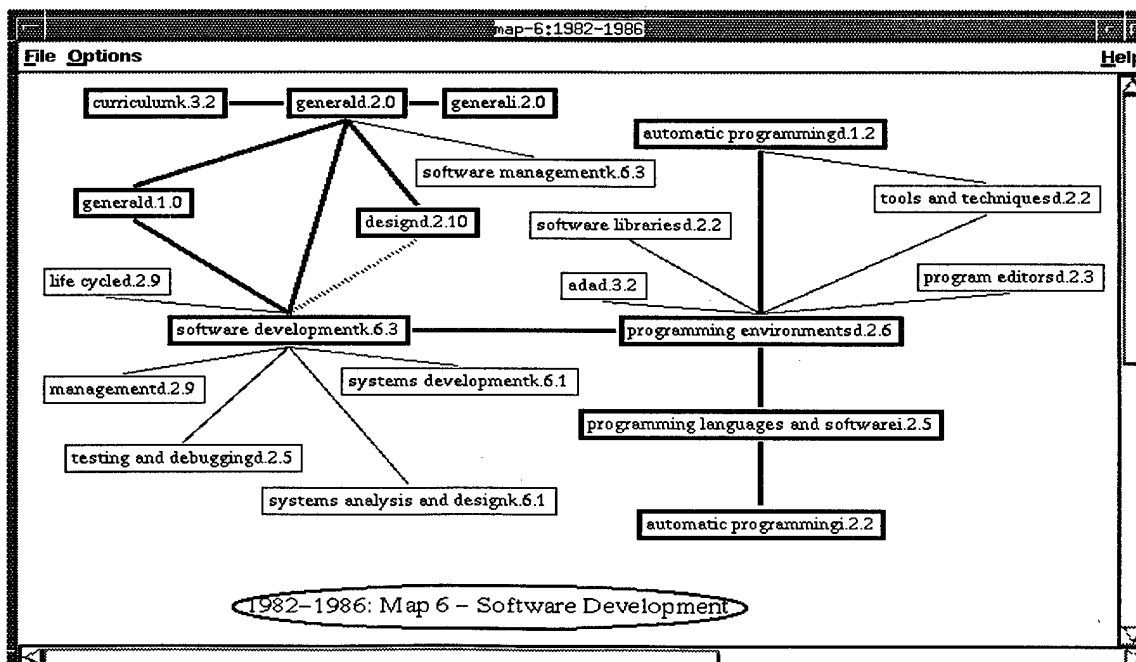 map-6:1982-1986
File Options Help
curriculumk.3.2
generald.2.0
generali.2.0
automatic programmingd.1.2
software managementk.6.3
generald.1.0
tools and techniquesd.2.2
designd.2.10
software librariesd.2.2
life cycled.2.9
adad.3.2
program editorsd.2.3
software developmentk.6.3
programming environmentsd.2.6
managementd.2.9
systems developmentk.6.1
programming languages and softwarei.2.5
testing and debuggingd.2.5
systems analysis and designk.6.1
automatic programmingi.2.2
1982-1986: Map 6 – Software Development